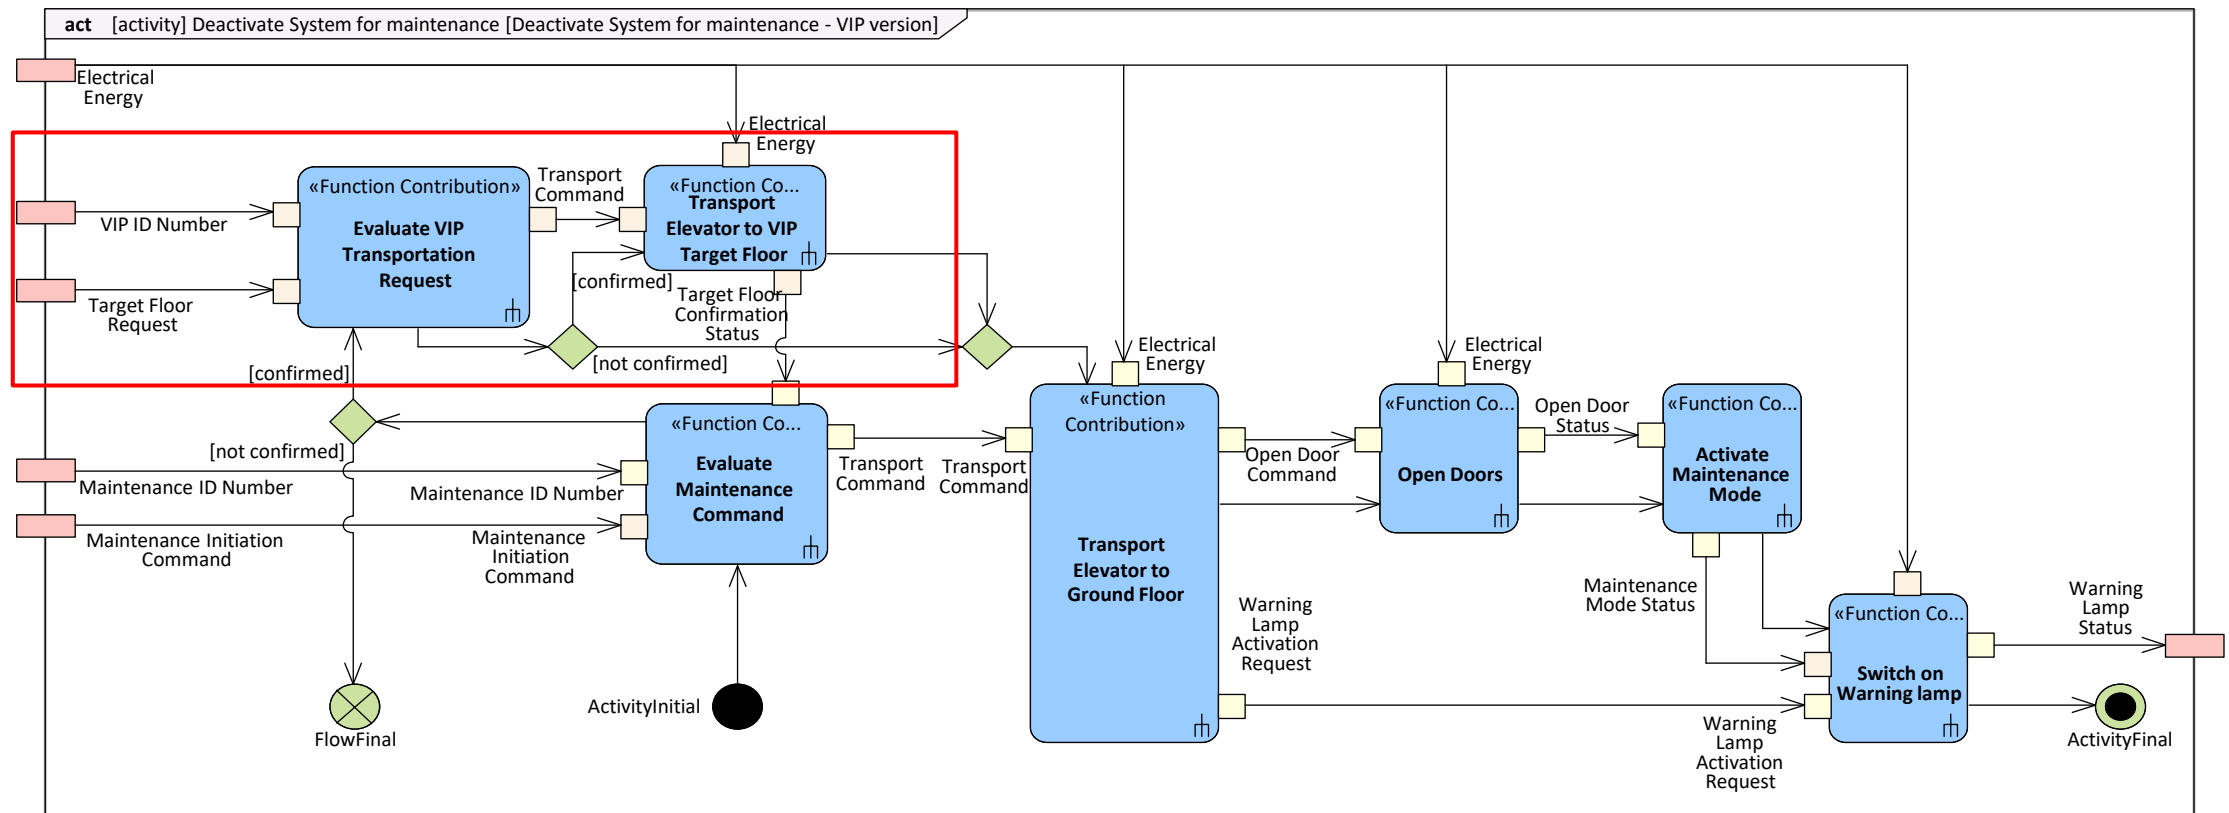 act [activity] Deactivate System for maintenance [Deactivate System for maintenance - VIP version]
Electrical
Energy
Electrical
Energy
«Function Contribution»
Evaluate VIP
Transportation
Request
Transport
Command
«Function Co...
Transport
Elevator to VIP
Target Floor
VIP ID Number
Target Floor
Request
[confirmed]
Target Floor
Confirmation
Status
[not confirmed]
[confirmed]
[not confirmed]
Electrical
Energy
Electrical
Energy
«Function Co...
Evaluate
Maintenance
Command
Maintenance ID Number
Maintenance ID Number
Maintenance Initiation
Command
Maintenance
Initiation
Command
Transport
Command
Transport
Command
«Function
Contribution»
Transport
Elevator to
Ground Floor
Open Door
Command
«Function Co...
Open Doors
Open Door
Status
«Function Co...
Activate
Maintenance
Mode
Maintenance
Mode Status
Warning
Lamp
Activation
Request
«Function Co...
Switch on
Warning lamp
Warning
Lamp
Status
Warning
Lamp
Activation
Request
FlowFinal
ActivityInitial
ActivityFinal